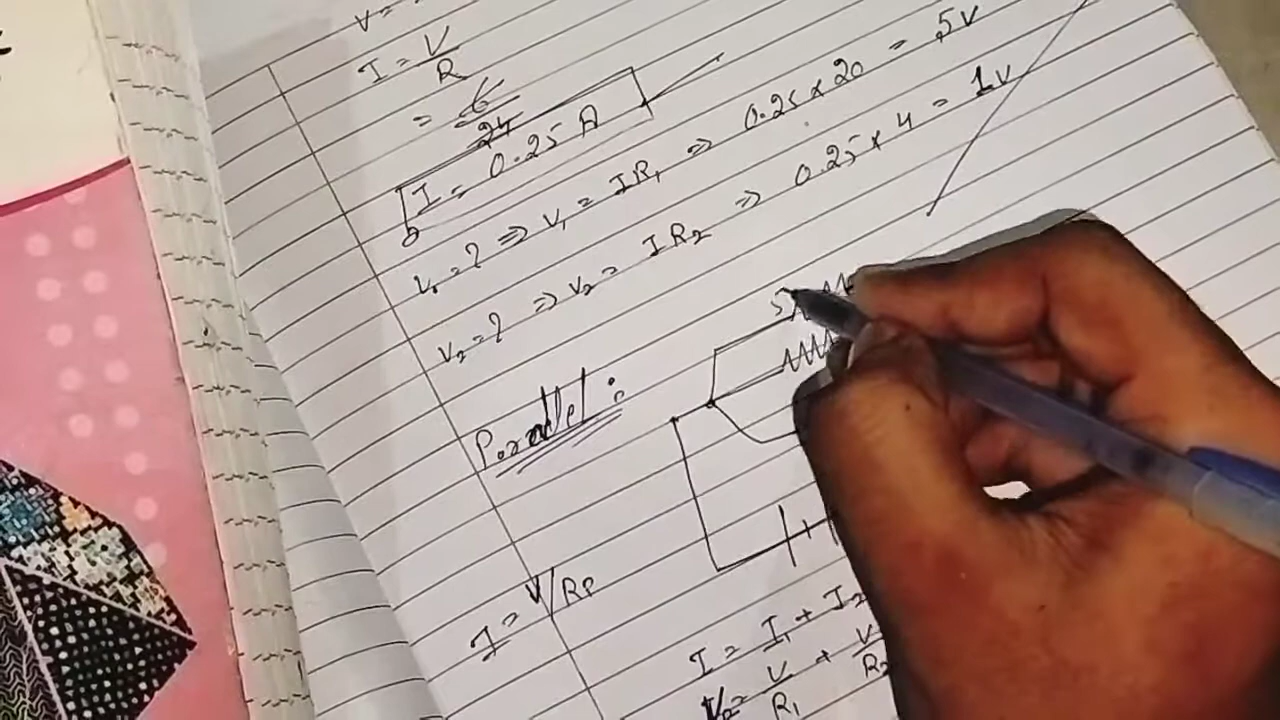 V =
I = V/R
= 6/24
I = 0.25 A
V₁ = ? ⇒ V₁ = IR₁ ⇒ 0.25 × 20 = 5V
V₂ = ? ⇒ V₂ = IR₂ ⇒ 0.25 × 4 = 1V
Parallel :
5
I = V/RP
I = I₁ + I₂
= V/R₁ + V/R₂